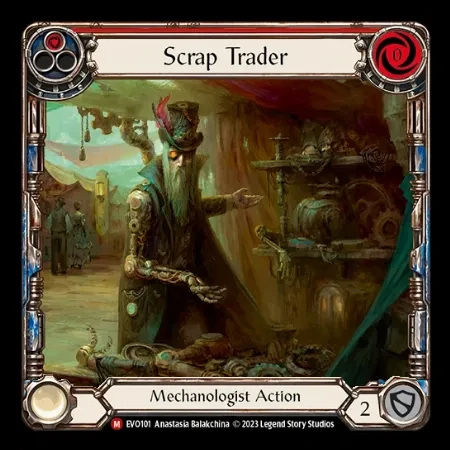 Scrap Trader
0
Mechanologist Action
2
M EVO101 Anastasia Balakchina © 2023 Legend Story Studios